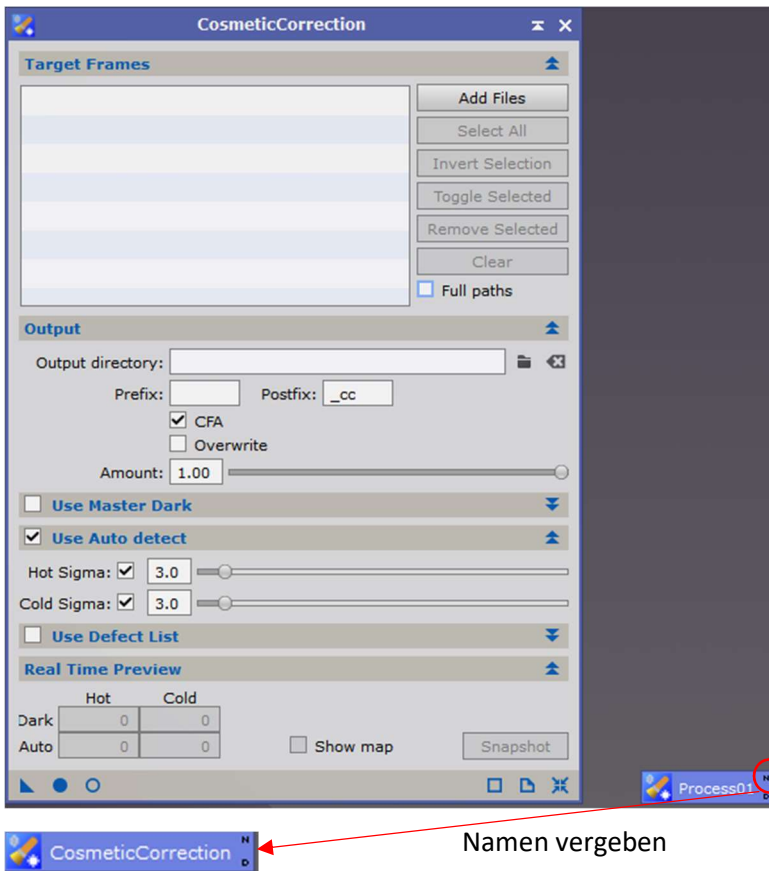 CosmeticCorrection
Target Frames
Add Files
Select All
Invert Selection
Toggle Selected
Remove Selected
Clear
Full paths
Output
Output directory:
Prefix: Postfix: _cc
CFA
Overwrite
Amount: 1.00
Use Master Dark
Use Auto detect
Hot Sigma: 3.0
Cold Sigma: 3.0
Use Defect List
Real Time Preview
Hot Cold
Dark 0 0
Auto 0 0 Show map Snapshot
Process01 N D
CosmeticCorrection N D
Namen vergeben